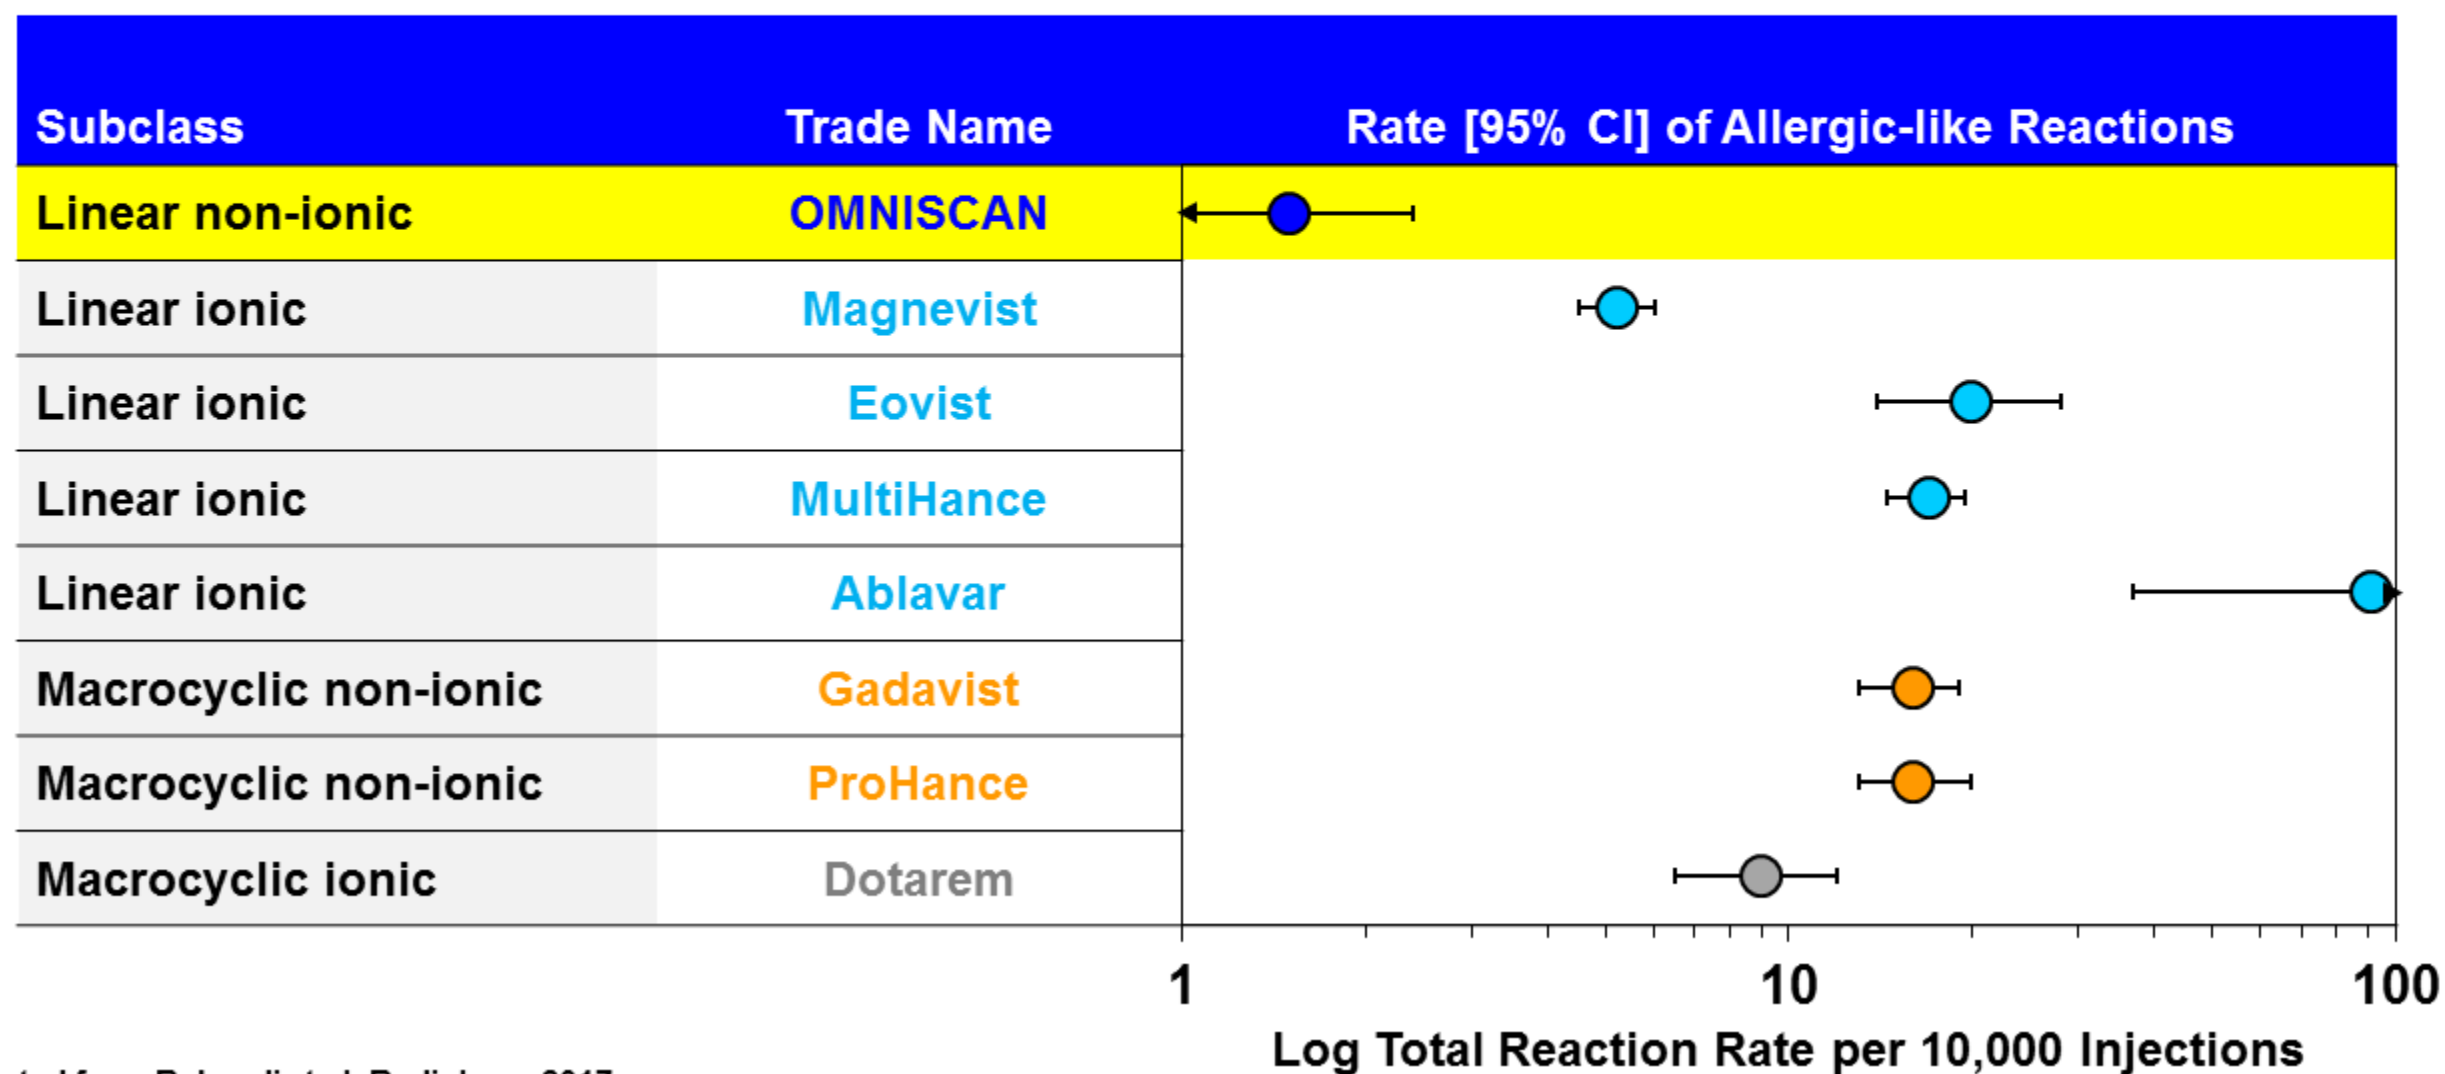 Subclass Trade Name Rate [95% CI] of Allergic-like Reactions
Linear non-ionic OMNISCAN
Linear ionic Magnevist
Linear ionic Eovist
Linear ionic MultiHance
Linear ionic Ablavar
Macrocyclic non-ionic Gadavist
Macrocyclic non-ionic ProHance
Macrocyclic ionic Dotarem
1 10 100
Log Total Reaction Rate per 10,000 Injections